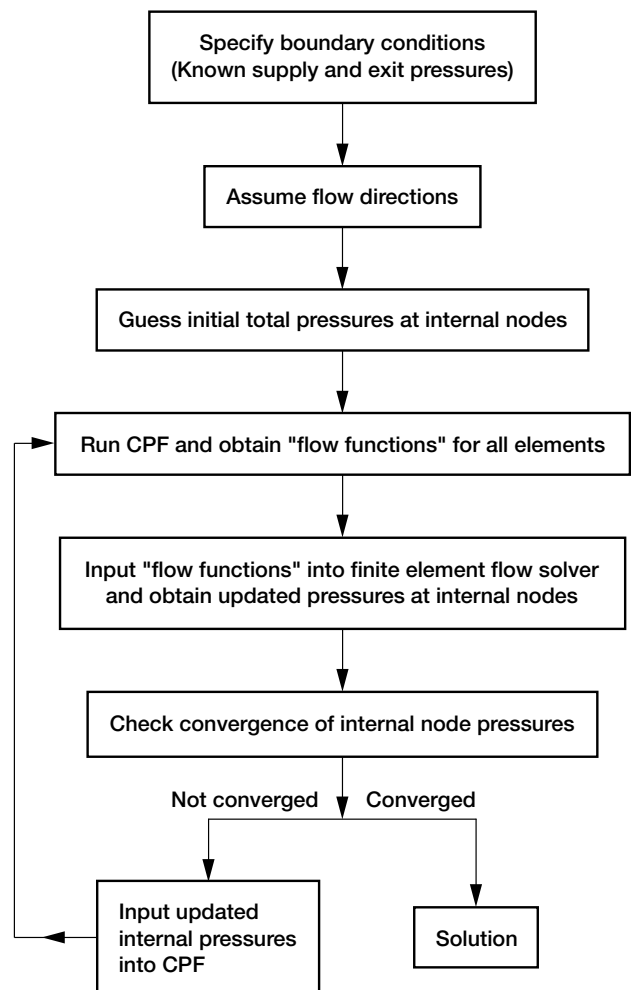 Specify boundary conditions
(Known supply and exit pressures)
Assume flow directions
Guess initial total pressures at internal nodes
Run CPF and obtain "flow functions" for all elements
Input "flow functions" into finite element flow solver
and obtain updated pressures at internal nodes
Check convergence of internal node pressures
Not converged
Converged
Input updated
internal pressures
into CPF
Solution